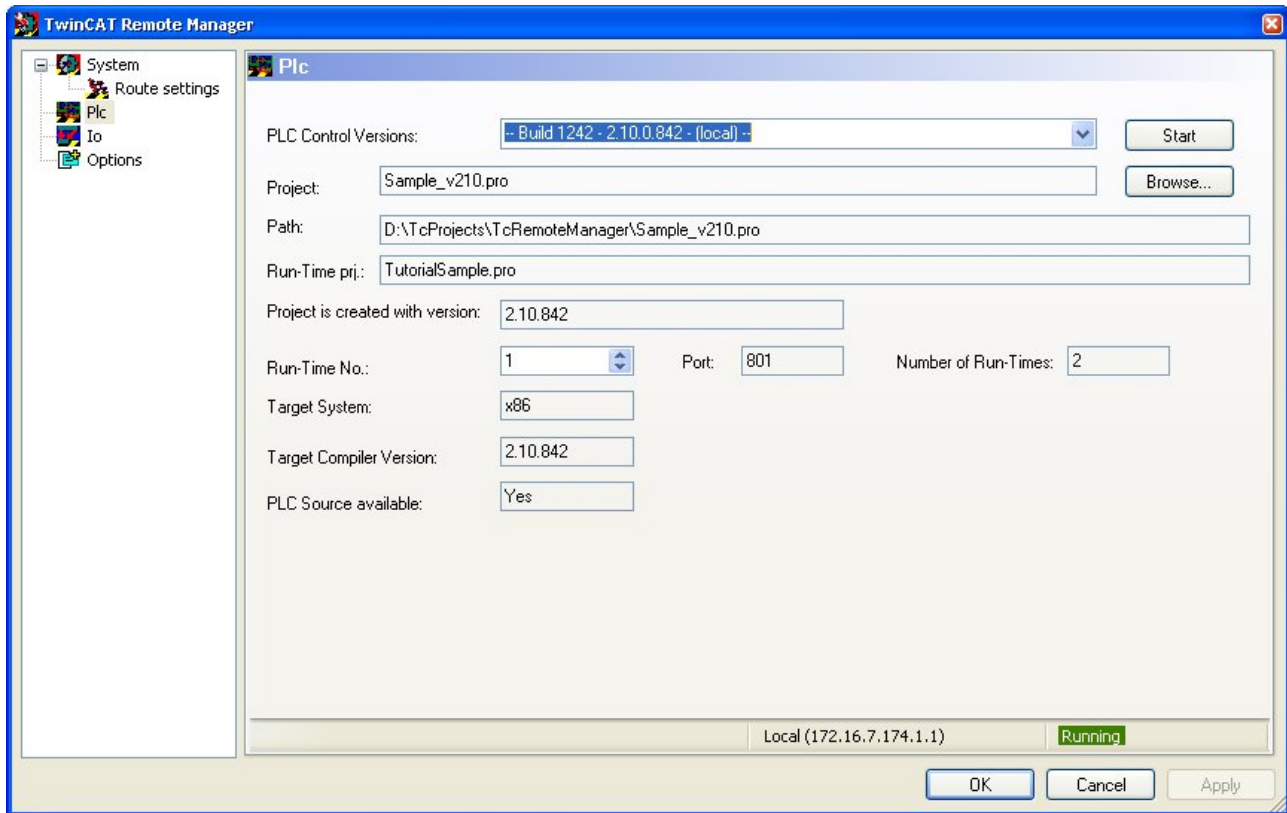 TwinCAT Remote Manager
System
Route settings
Plc
Io
Options
Plc
PLC Control Versions: -- Build 1242 - 2.10.0.842 - (local) -- Start
Project: Sample_v210.pro Browse...
Path: D:\TcProjects\TcRemoteManager\Sample_v210.pro
Run-Time prj.: TutorialSample.pro
Project is created with version: 2.10.842
Run-Time No.: 1 Port: 801 Number of Run-Times: 2
Target System: x86
Target Compiler Version: 2.10.842
PLC Source available: Yes
Local (172.16.7.174.1.1) Running
OK Cancel Apply